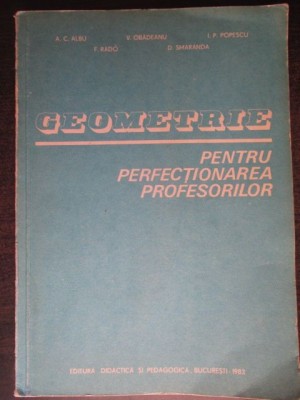 A. C. ALBU V. OBĂDEANU I. P. POPESCU
F. RADÓ D. SMARANDA
GEOMETRIE
PENTRU
PERFECȚIONAREA
PROFESORILOR
EDITURA DIDACTICĂ ȘI PEDAGOGICĂ, BUCUREȘTI, 1983